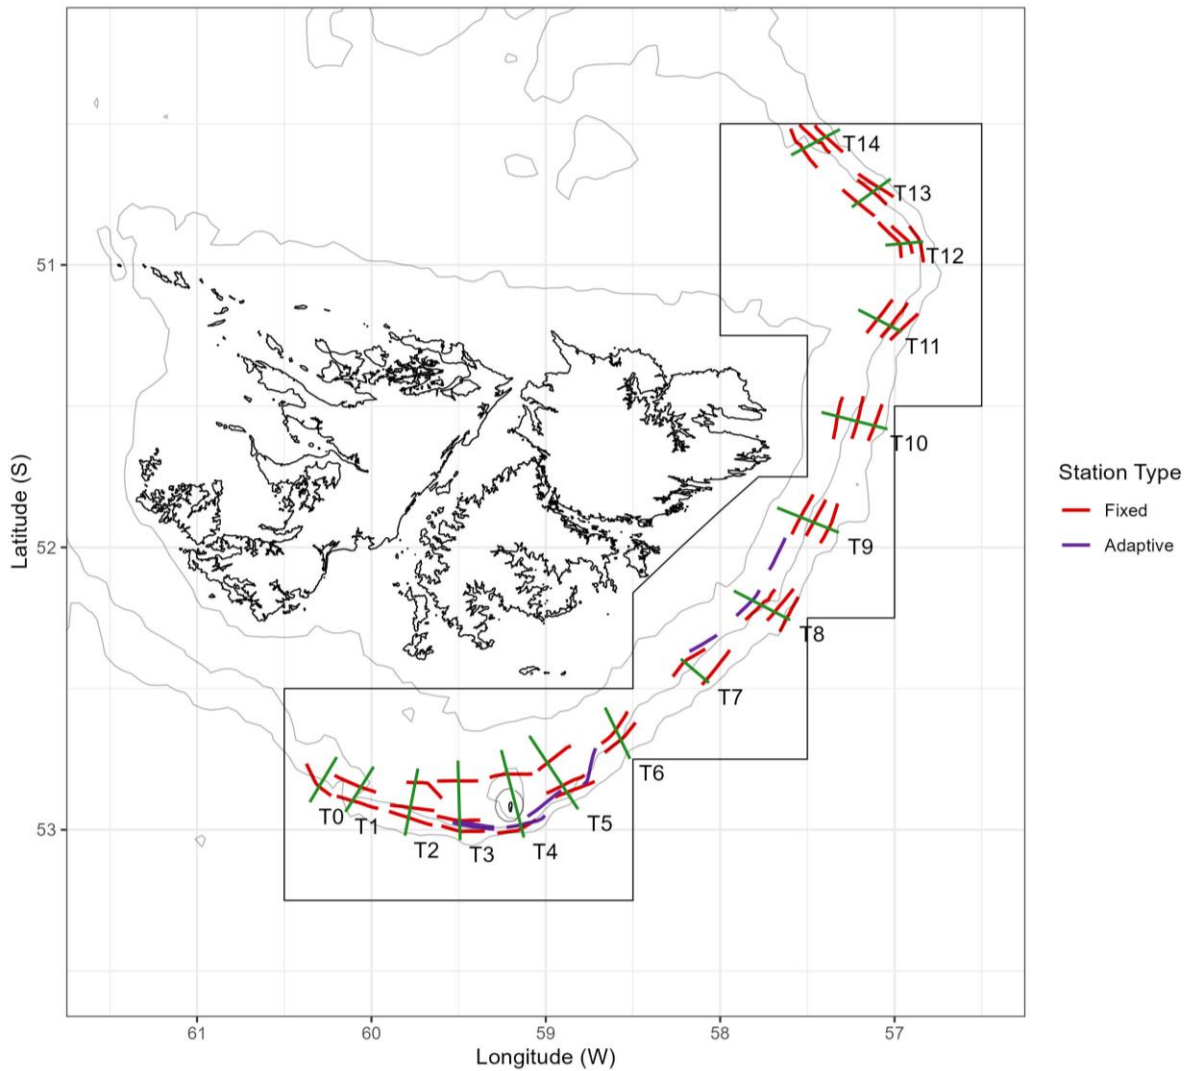 T14
T13
T12
T11
T10
T9
T8
T7
T6
T5
T4
T3
T2
T1
T0
51
52
53
Latitude (S)
61
60
59
58
57
Longitude (W)
Station Type
Fixed
Adaptive